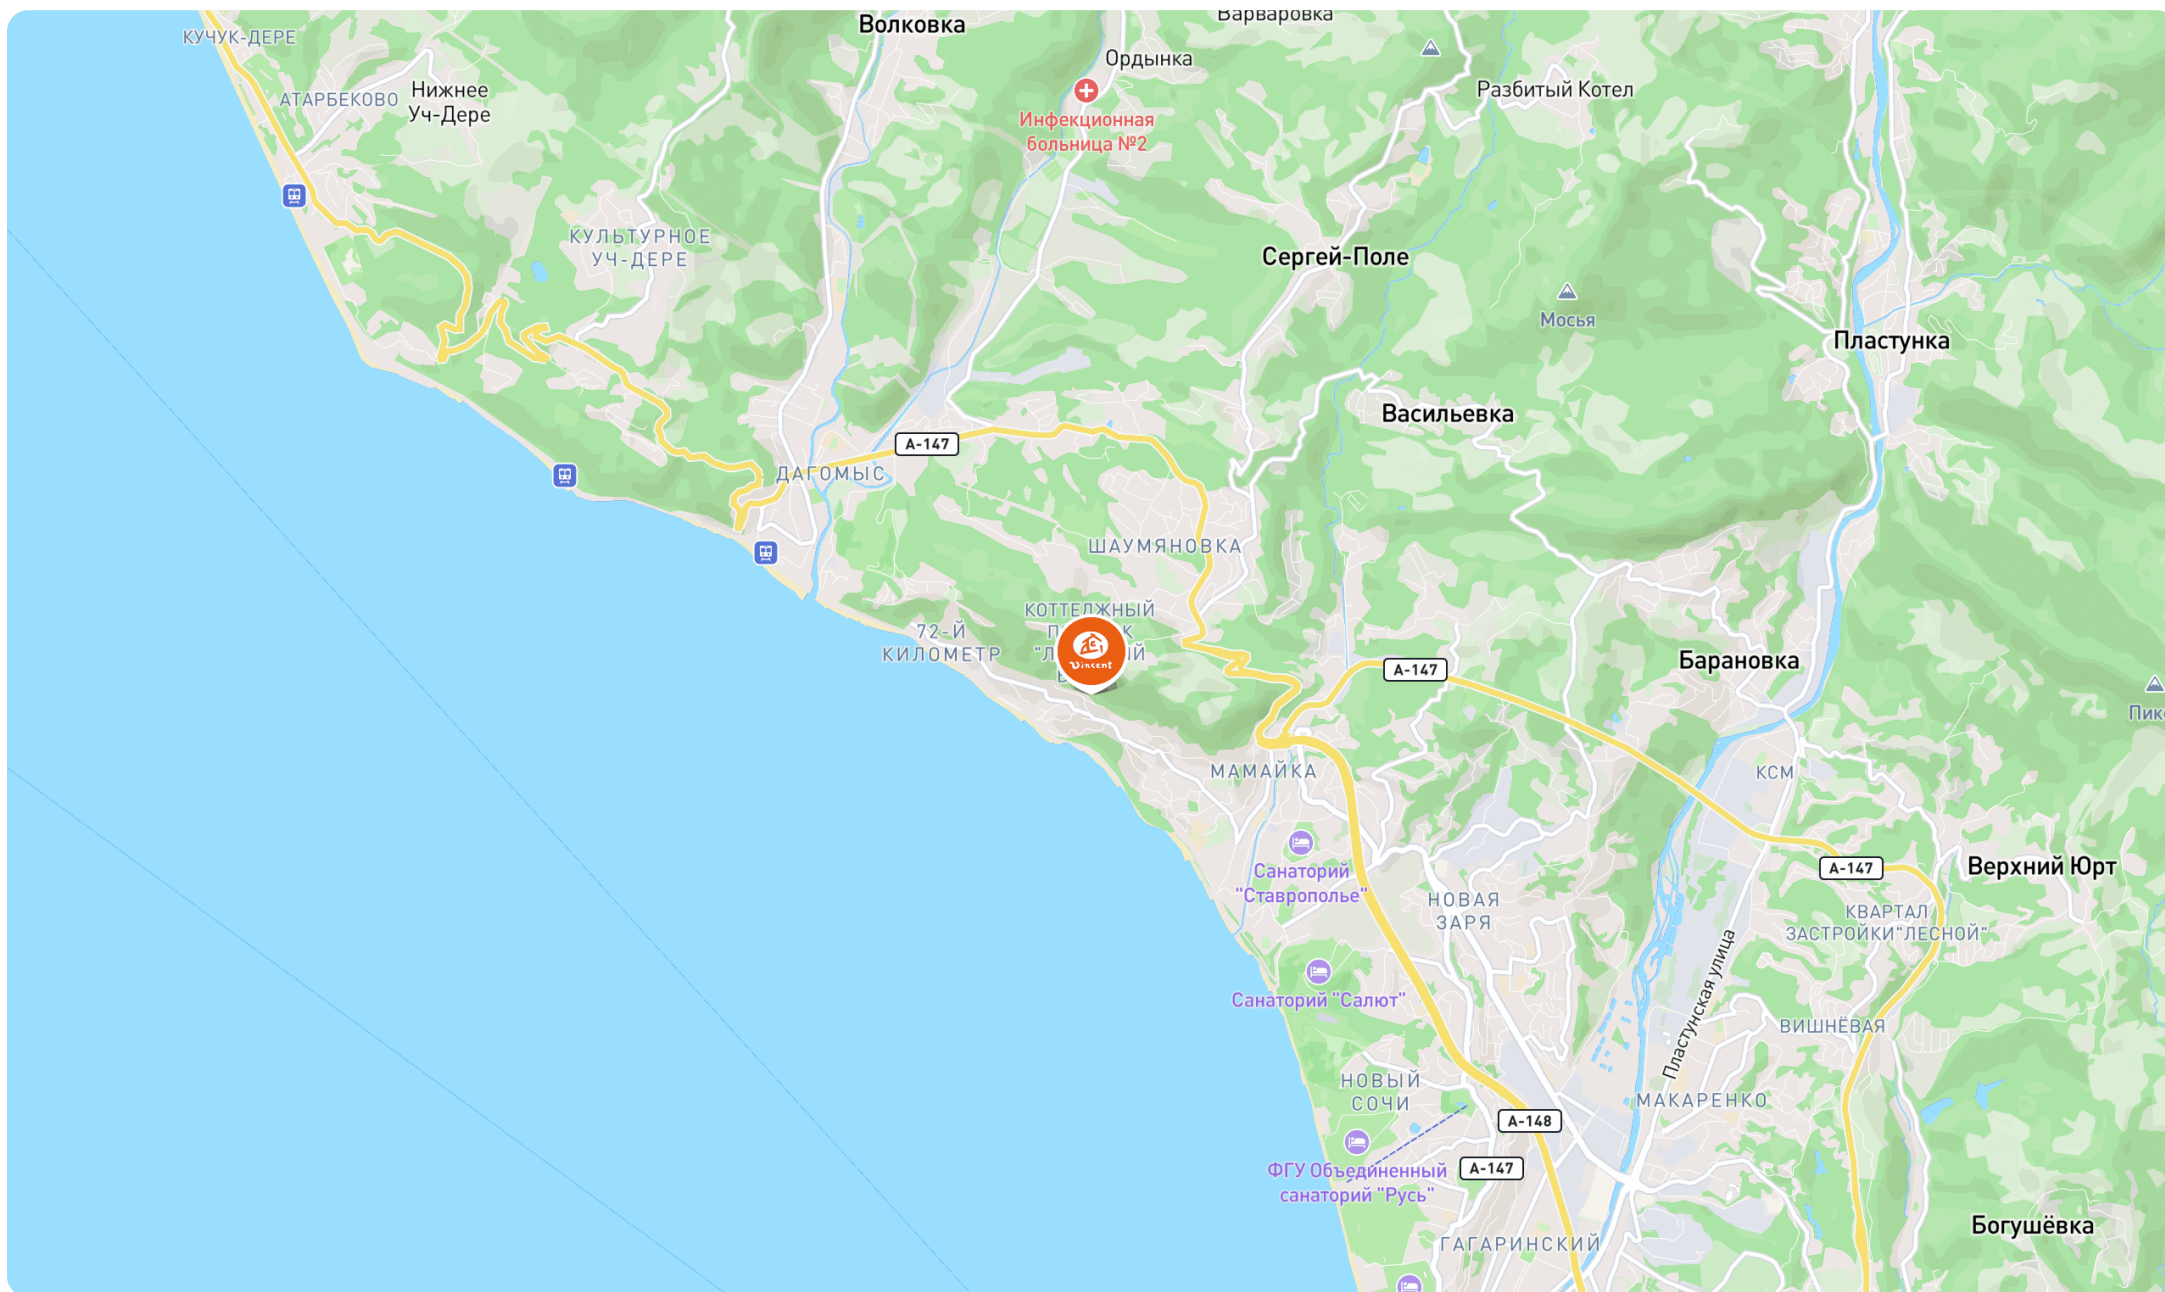 Волковка
Варваровка
КУЧУК-ДЕРЕ
Ордынка
Нижнее
Уч-Дере
АТАРБЕКОВО
Разбитый Котел
Инфекционная
больница №2
КУЛЬТУРНОЕ
УЧ-ДЕРЕ
Сергей-Поле
Мосья
Пластунка
Васильевка
А-147
ДАГОМЫС
ШАУМЯНОВКА
КОТТЕДЖНЫЙ
72-Й
КИЛОМЕТР
Vincent
А-147
Барановка
МАМАЙКА
КСМ
Санаторий
"Ставрополье"
А-147
Верхний Юрт
НОВАЯ
ЗАРЯ
КВАРТАЛ
ЗАСТРОЙКИ"ЛЕСНОЙ"
Санаторий "Салют"
Пластунская улица
ВИШНЁВАЯ
НОВЫЙ
СОЧИ
МАКАРЕНКО
А-148
ФГУ Объединенный
санаторий "Русь"
А-147
Богушёвка
ГАГАРИНСКИЙ